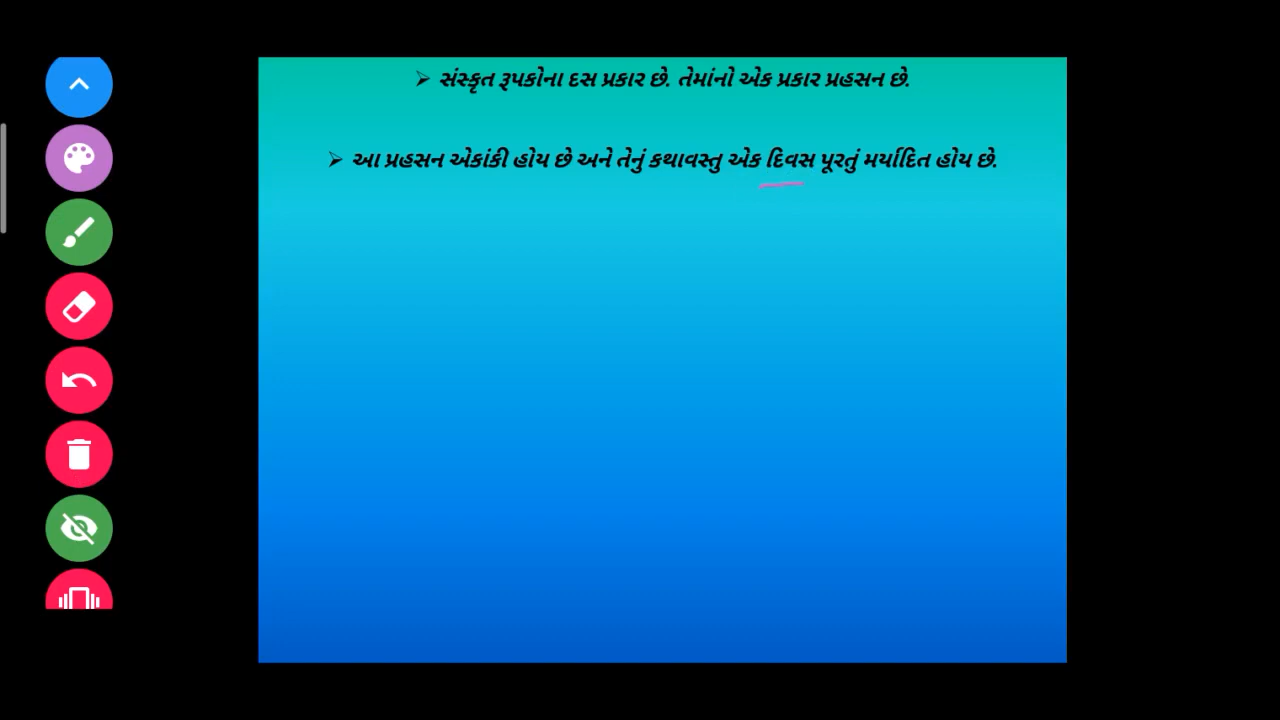 ➢ સંસ્કૃત રૂપકોના દસ પ્રકાર છે. તેમાંનો એક પ્રકાર પ્રહસન છે.
➢ આ પ્રહસન એકાંકી હોય છે અને તેનું કથાવસ્તુ એક દિવસ પૂરતું મર્યાદિત હોય છે.